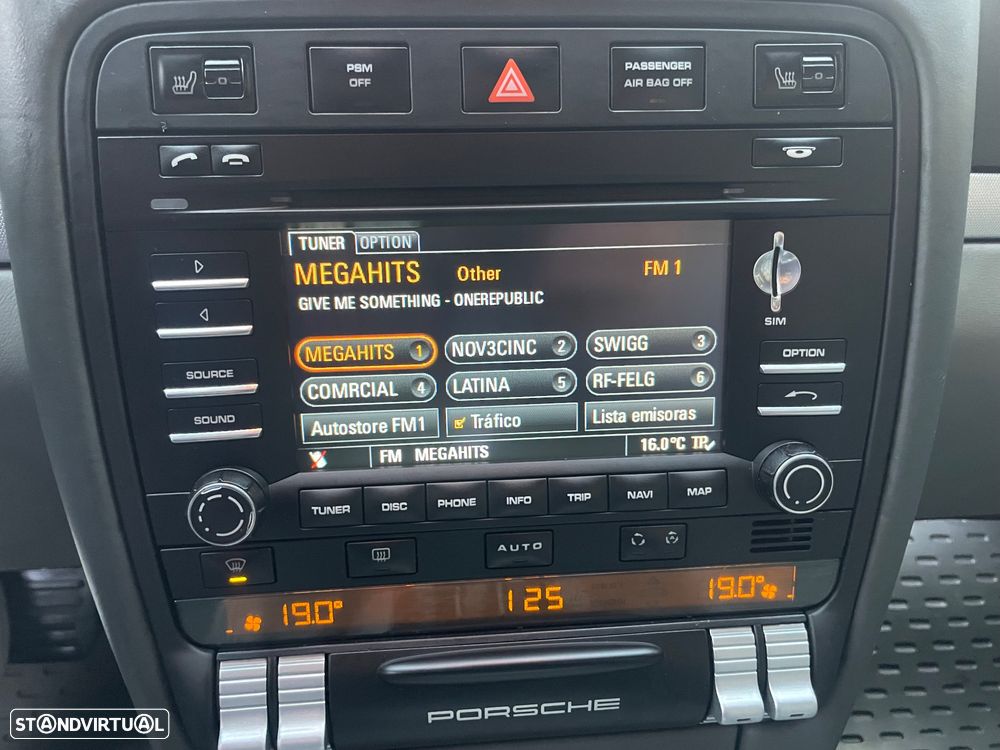 PSM
OFF
PASSENGER
AIR BAG OFF
TUNER OPTION
MEGAHITS Other FM 1
GIVE ME SOMETHING - ONEREPUBLIC
MEGAHITS 1 NOV3CINC 2 SWIGG 3
COMRCIAL 4 LATINA 5 RF-FELG 6
Autostore FM1 Tráfico Lista emisoras
FM MEGAHITS 16.0°C TP
SIM
SOURCE
SOUND
OPTION
TUNER DISC PHONE INFO TRIP NAVI MAP
AUTO
19.0° 125 19.0°
PORSCHE
STANDVIRTUAL